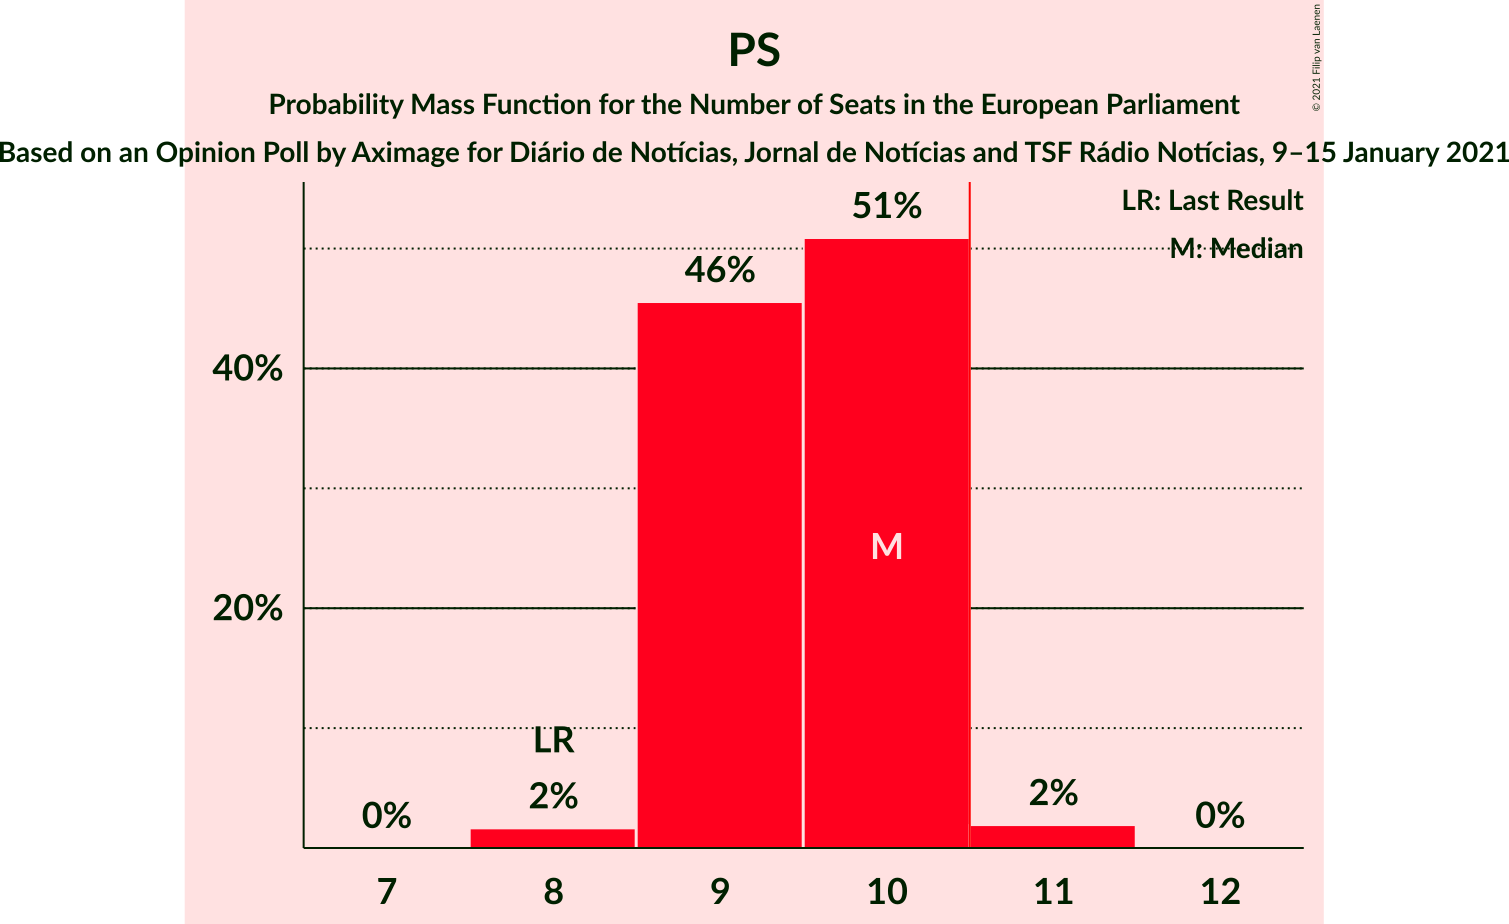 PS
Probability Mass Function for the Number of Seats in the European Parliament
Based on an Opinion Poll by Aximage for Diário de Notícias, Jornal de Notícias and TSF Rádio Notícias, 9–15 January 2021
© 2021 Filip van Laenen
LR: Last Result
M: Median
51%
46%
40%
M
20%
LR
0%
2%
2%
0%
7 8 9 10 11 12